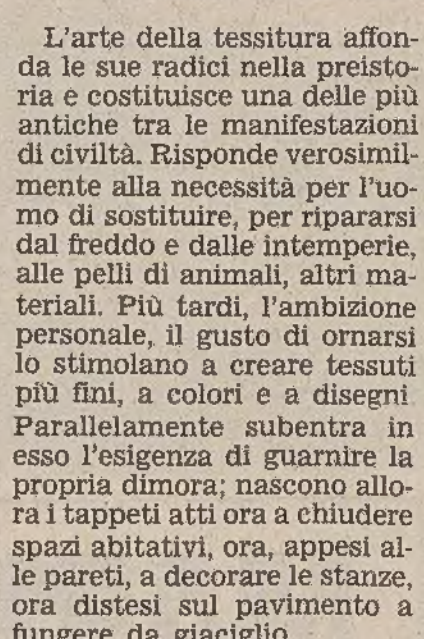 L'arte della tessitura affon-
da le sue radici nella preisto-
ria e costituisce una delle più
antiche tra le manifestazioni
di civiltà. Risponde verosimil-
mente alla necessità per l'uo-
mo di sostituire, per ripararsi
dal freddo e dalle intemperie,
alle pelli di animali, altri ma-
teriali. Più tardi, l'ambizione
personale, il gusto di ornarsi
lo stimolano a creare tessuti
più fini, a colori e a disegni
Parallelamente subentra in
esso l'esigenza di guarnire la
propria dimora; nascono allo-
ra i tappeti atti ora a chiudere
spazi abitativi, ora, appesi al-
le pareti, a decorare le stanze,
ora distesi sul pavimento a
fungere da giaciglio